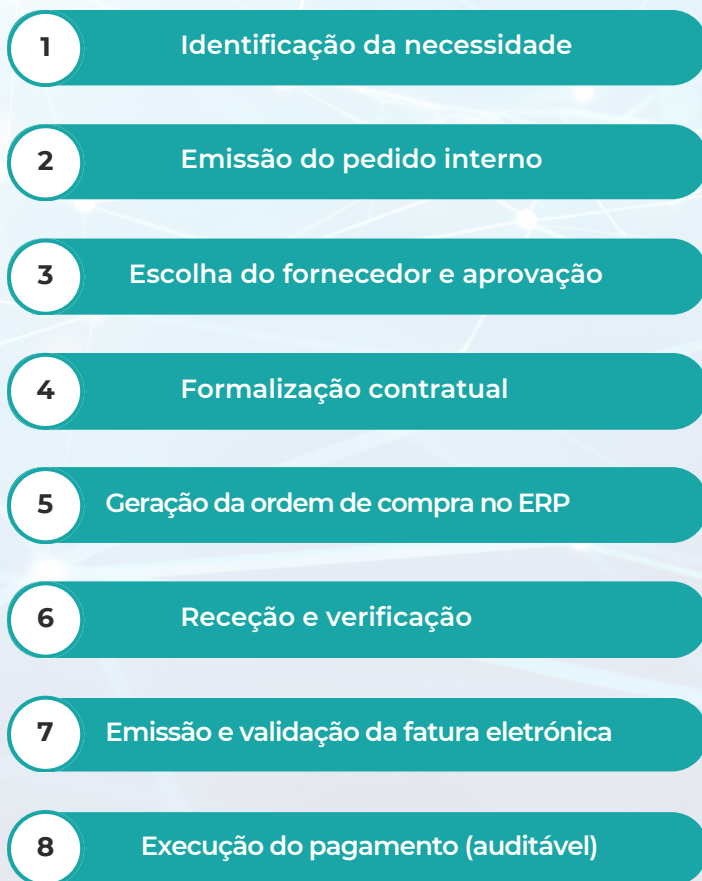 1 Identificação da necessidade
2 Emissão do pedido interno
3 Escolha do fornecedor e aprovação
4 Formalização contratual
5 Geração da ordem de compra no ERP
6 Receção e verificação
7 Emissão e validação da fatura eletrónica
8 Execução do pagamento (auditável)